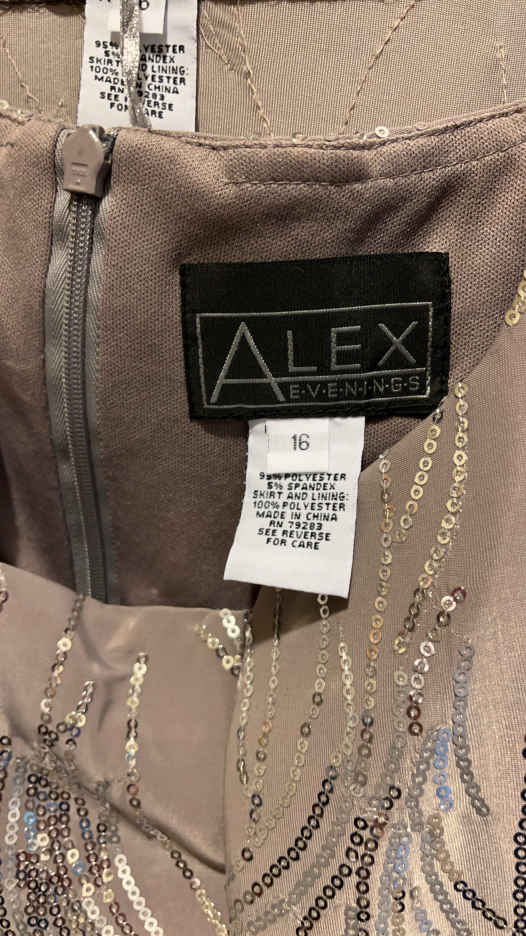 6
95% POLYESTER
5% SPANDEX
SKIRT AND LINING:
100% POLYESTER
MADE IN CHINA
RN 79283
SEE REVERSE
FOR CARE
ALEX
E·V·E·N·I·N·G·S
16
95% POLYESTER
5% SPANDEX
SKIRT AND LINING:
100% POLYESTER
MADE IN CHINA
RN 79283
SEE REVERSE
FOR CARE